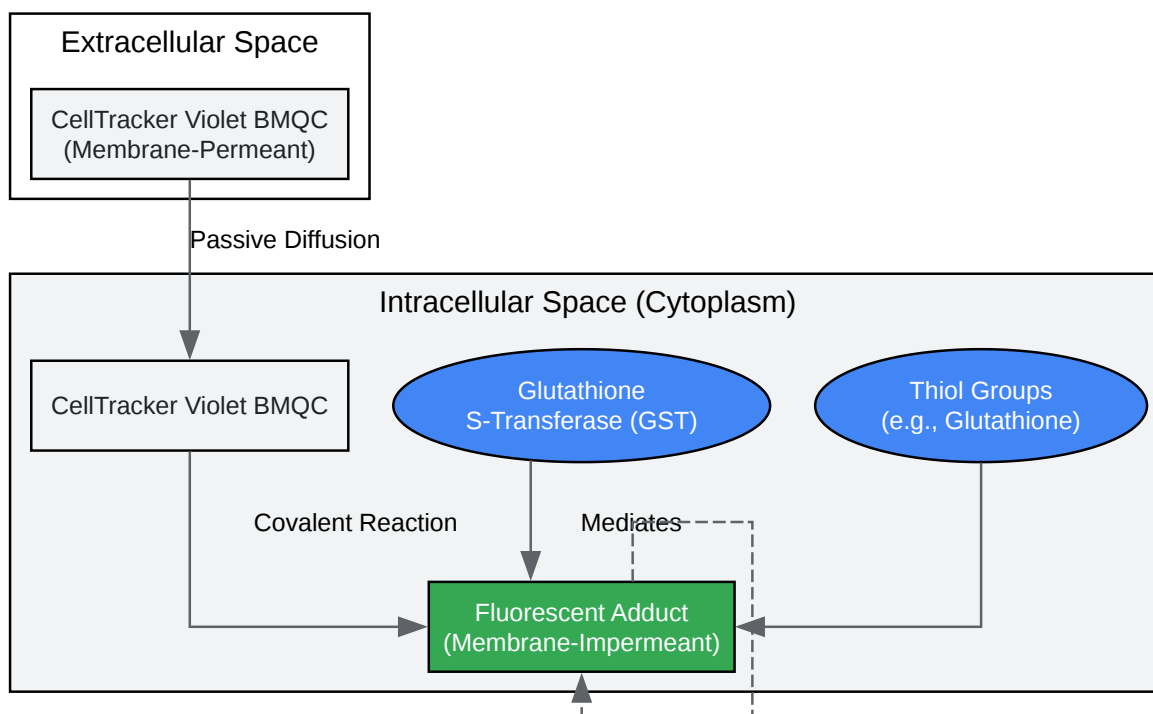 Extracellular Space
CellTracker Violet BMQC
(Membrane-Permeant)
Passive Diffusion
Intracellular Space (Cytoplasm)
CellTracker Violet BMQC
Glutathione
S-Transferase (GST)
Thiol Groups
(e.g., Glutathione)
Covalent Reaction
Mediates
Fluorescent Adduct
(Membrane-Impermeant)